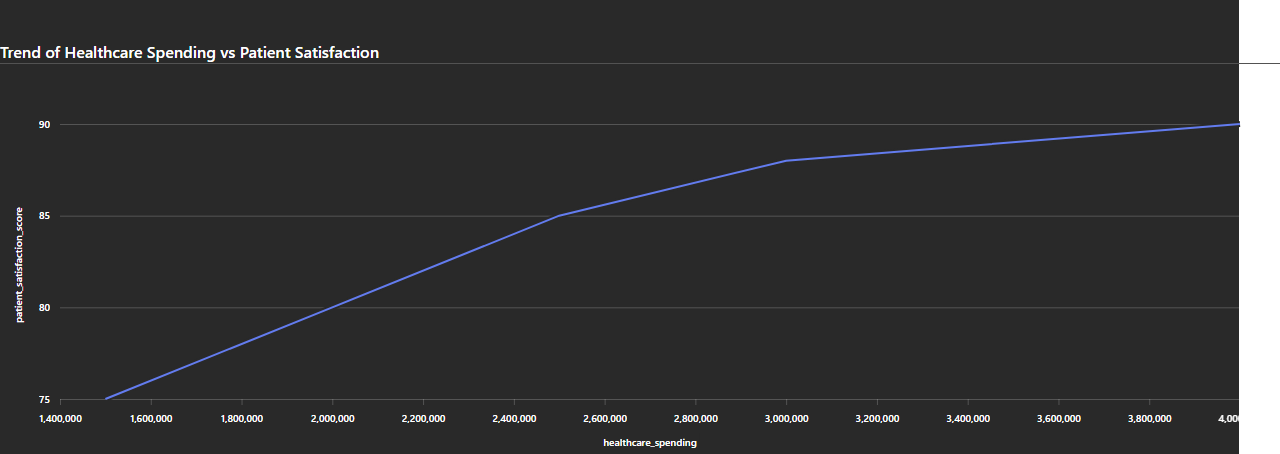 Trend of Healthcare Spending vs Patient Satisfaction
patient_satisfaction_score
90
85
80
75
1,400,000 1,600,000 1,800,000 2,000,000 2,200,000 2,400,000 2,600,000 2,800,000 3,000,000 3,200,000 3,400,000 3,600,000 3,800,000
healthcare_spending